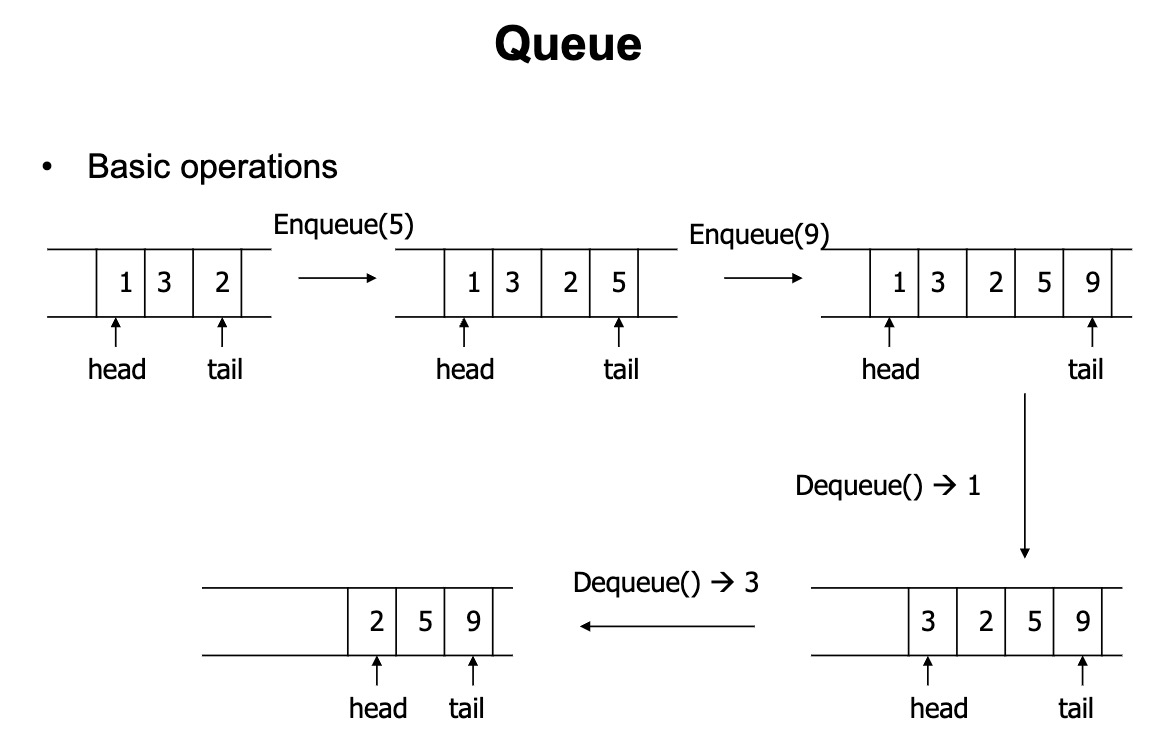 Queue
• Basic operations
Enqueue(5)
Enqueue(9)
1 3 2
1 3 2 5
1 3 2 5 9
head tail
head tail
head tail
Dequeue() → 1
Dequeue() → 3
2 5 9
3 2 5 9
head tail
head tail